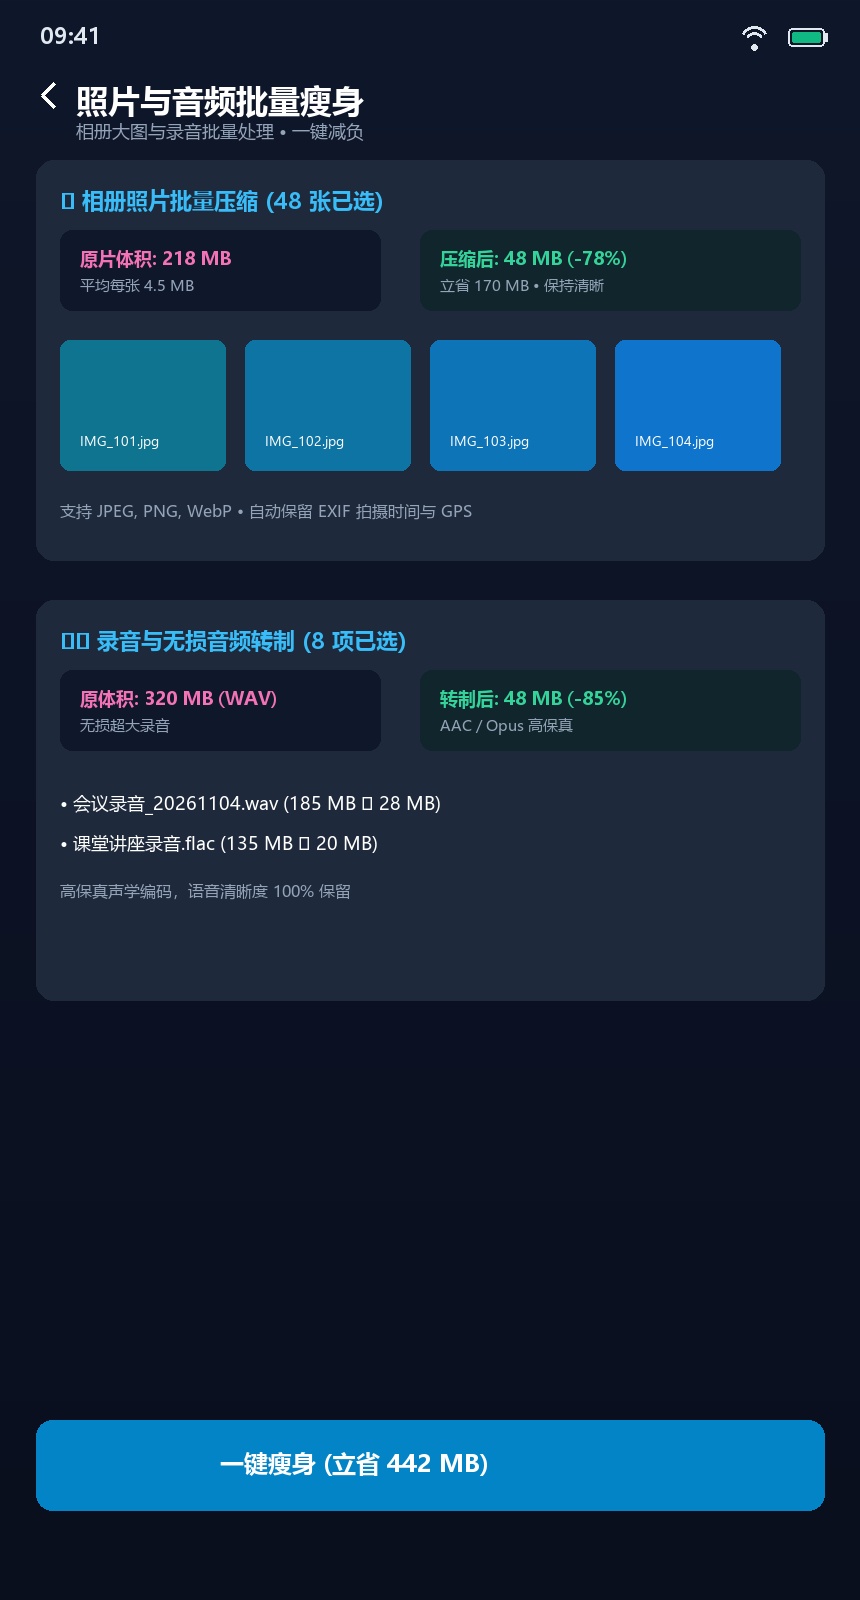 09:41
照片与音频批量瘦身
相册大图与录音批量处理 • 一键减负
相册照片批量压缩 (48 张已选)
原片体积: 218 MB
平均每张 4.5 MB
压缩后: 48 MB (-78%)
立省 170 MB • 保持清晰
IMG_101.jpg
IMG_102.jpg
IMG_103.jpg
IMG_104.jpg
支持 JPEG, PNG, WebP • 自动保留 EXIF 拍摄时间与 GPS
录音与无损音频转制 (8 项已选)
原体积: 320 MB (WAV)
无损超大录音
转制后: 48 MB (-85%)
AAC / Opus 高保真
• 会议录音_20261104.wav (185 MB ▯ 28 MB)
• 课堂讲座录音.flac (135 MB ▯ 20 MB)
高保真声学编码，语音清晰度 100% 保留
一键瘦身 (立省 442 MB)